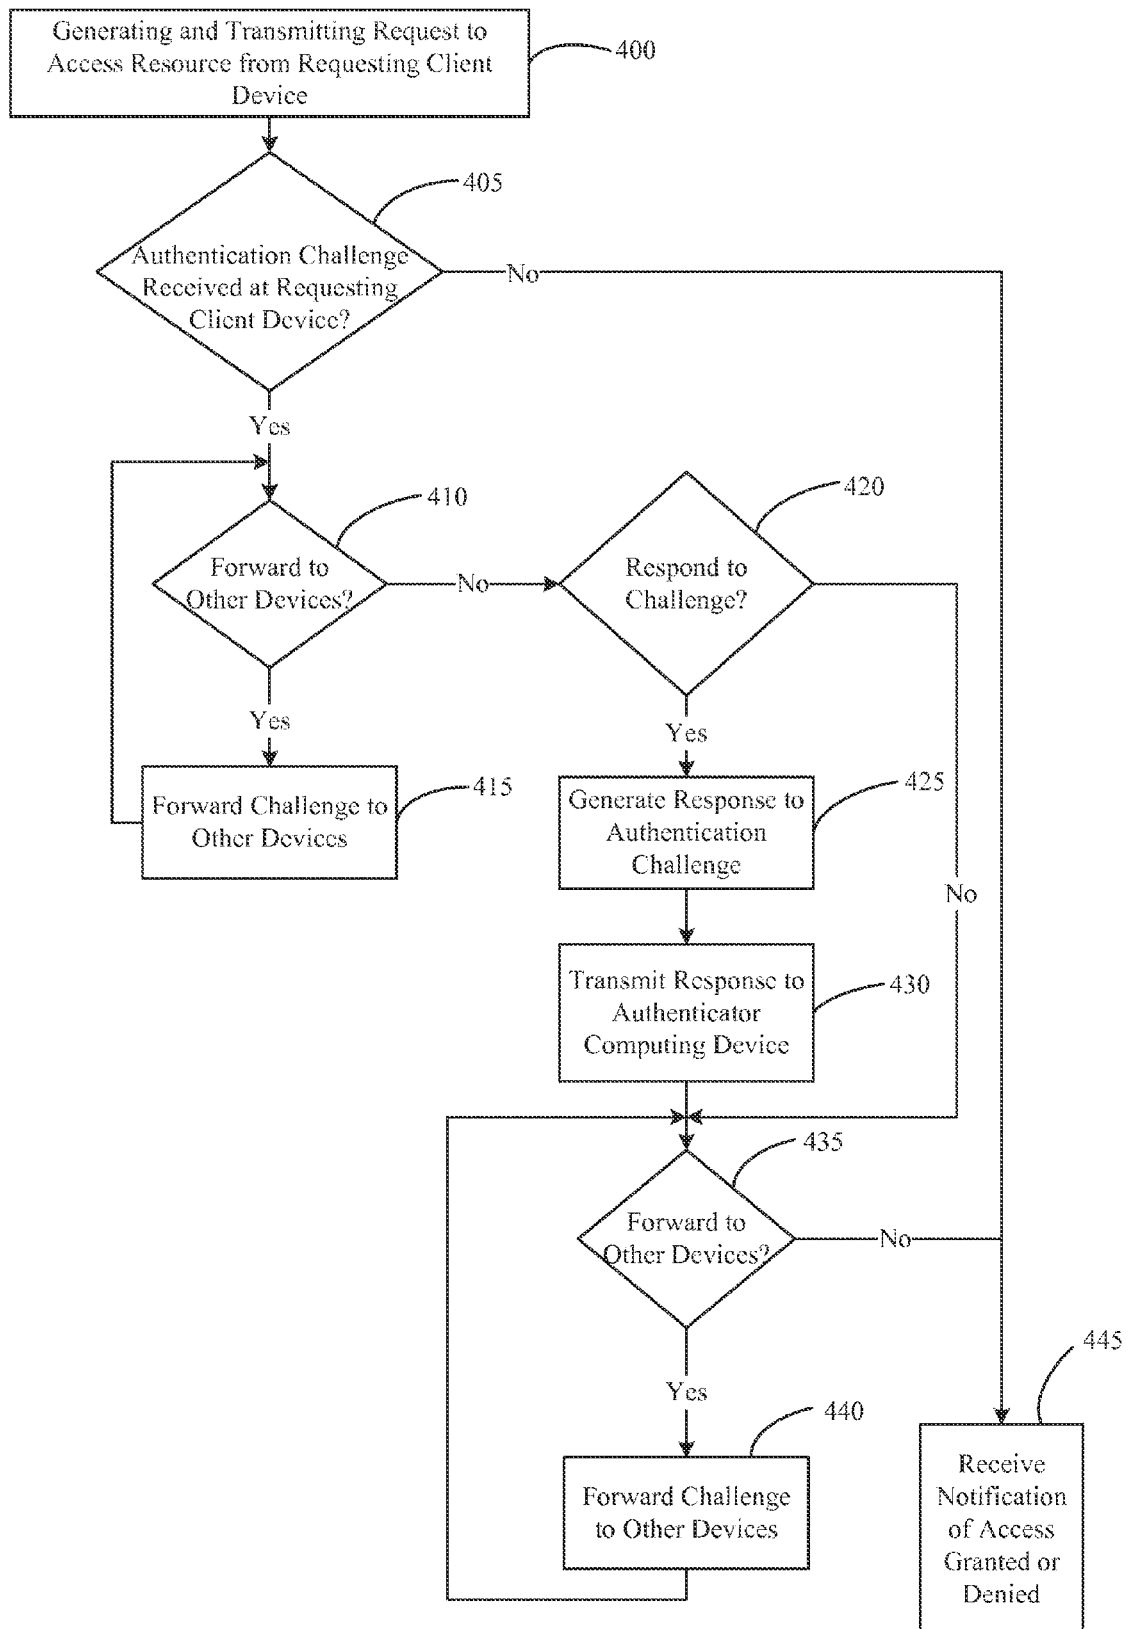 Generating and Transmitting Request to
Access Resource from Requesting Client
Device
400
405
Authentication Challenge
Received at Requesting
Client Device?
No
Yes
410
Forward to
Other Devices?
No
420
Respond to
Challenge?
Yes
Yes
415
Forward Challenge to
Other Devices
425
Generate Response to
Authentication
Challenge
No
430
Transmit Response to
Authenticator
Computing Device
435
Forward to
Other Devices?
No
Yes
445
440
Forward Challenge
to Other Devices
Receive
Notification
of Access
Granted or
Denied